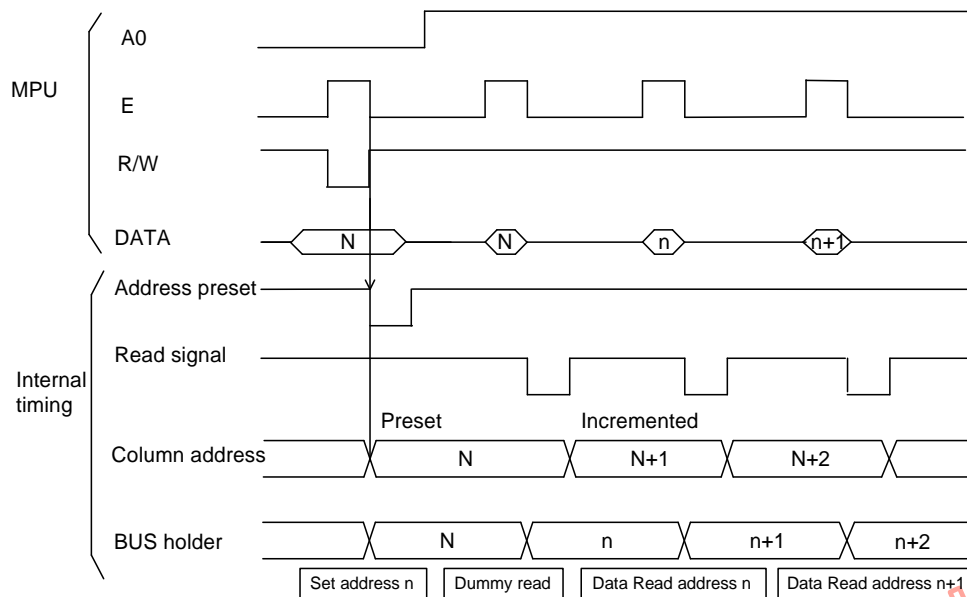 MPU
A0
E
R/W
DATA N N n n+1
Internal timing
Address preset
Read signal
Preset Incremented
Column address N N+1 N+2
BUS holder N n n+1 n+2
Set address n Dummy read Data Read address n Data Read address n+1